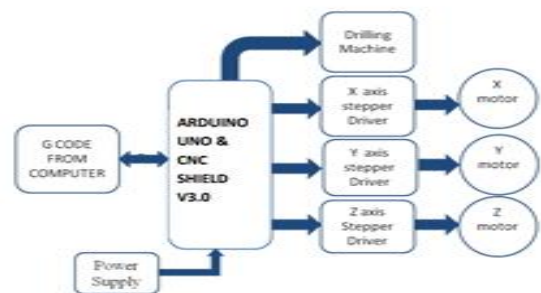 Drilling
Machine
X axis
stepper
Driver
X
motor
ARDUINO
UNO &
CNC
SHIELD
V3.0
G CODE
FROM
COMPUTER
Y axis
stepper
Driver
Y
motor
Z axis
Stepper
Driver
Z
motor
Power
Supply